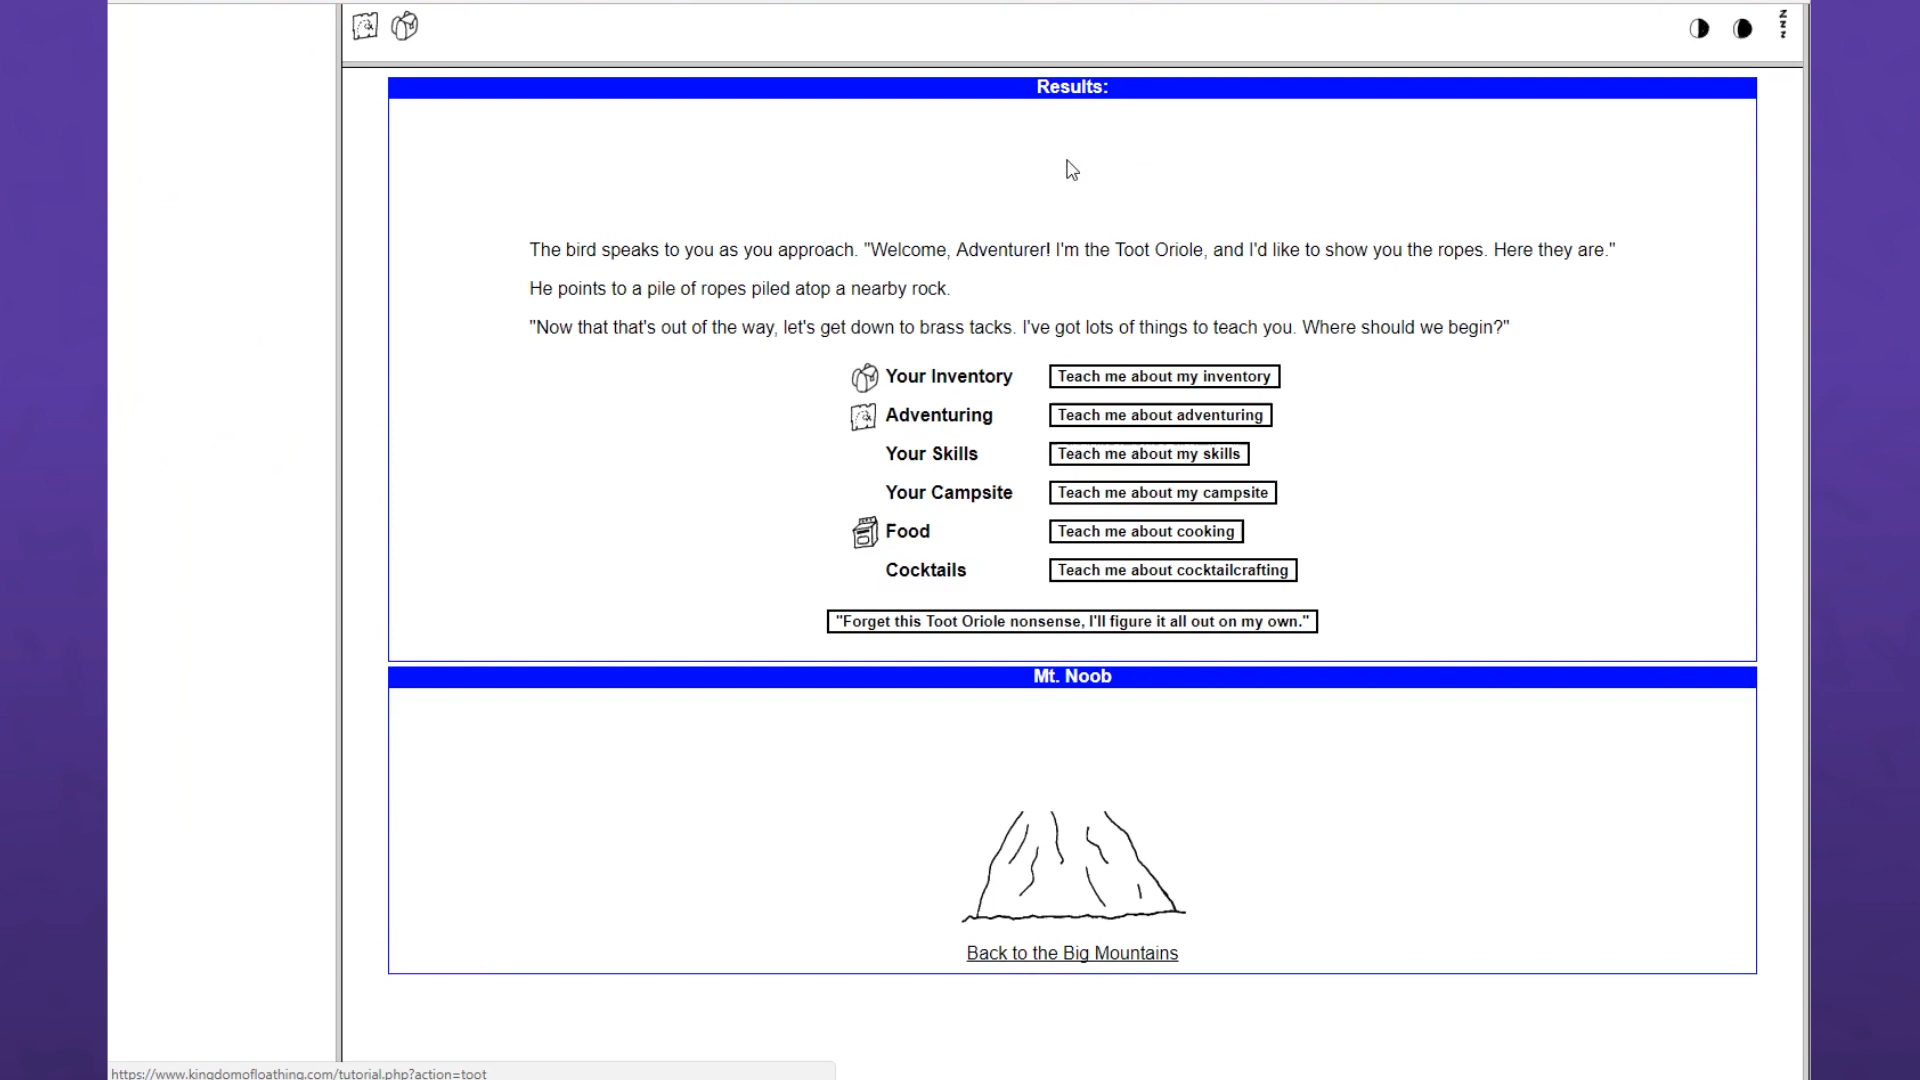 Z
Z
Z
Results:
The bird speaks to you as you approach. "Welcome, Adventurer! I'm the Toot Oriole, and I'd like to show you the ropes. Here they are."
He points to a pile of ropes piled atop a nearby rock.
"Now that that's out of the way, let's get down to brass tacks. I've got lots of things to teach you. Where should we begin?"
Your Inventory Teach me about my inventory
Adventuring Teach me about adventuring
Your Skills Teach me about my skills
Your Campsite Teach me about my campsite
Food Teach me about cooking
Cocktails Teach me about cocktailcrafting
"Forget this Toot Oriole nonsense, I'll figure it all out on my own."
Mt. Noob
Back to the Big Mountains
https://www.kingdomofloathing.com/tutorial.php?action=toot